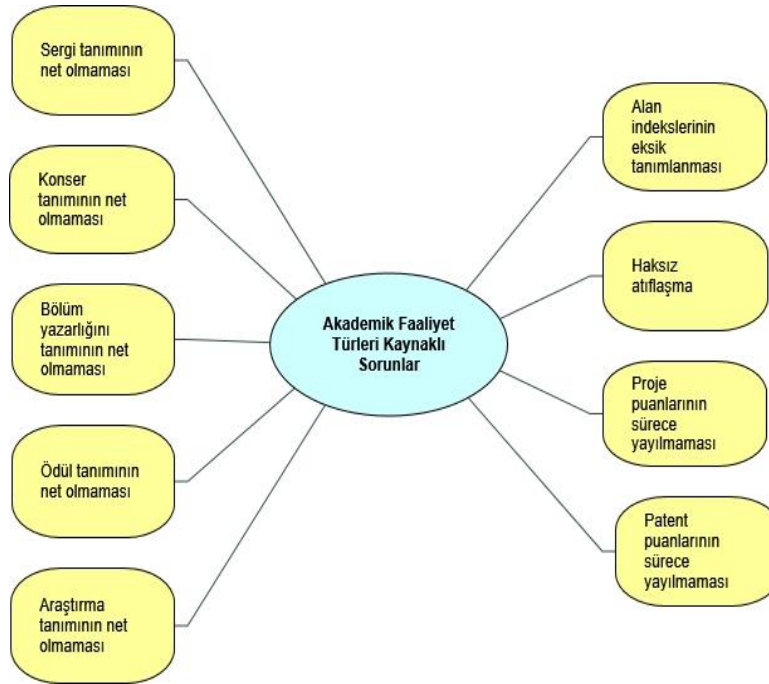 Sergi tanımının
net olmaması
Konser
tanımının net
olmaması
Bölüm
yazarlığını
tanımının net
olmaması
Ödül tanımının
net olmaması
Araştırma
tanımının net
olmaması
Akademik Faaliyet
Türleri Kaynaklı
Sorunlar
Alan
indekslerinin
eksik
tanımlanması
Haksız
atıflaşma
Proje
puanlarının
sürece
yayılmaması
Patent
puanlarının
sürece
yayılmaması